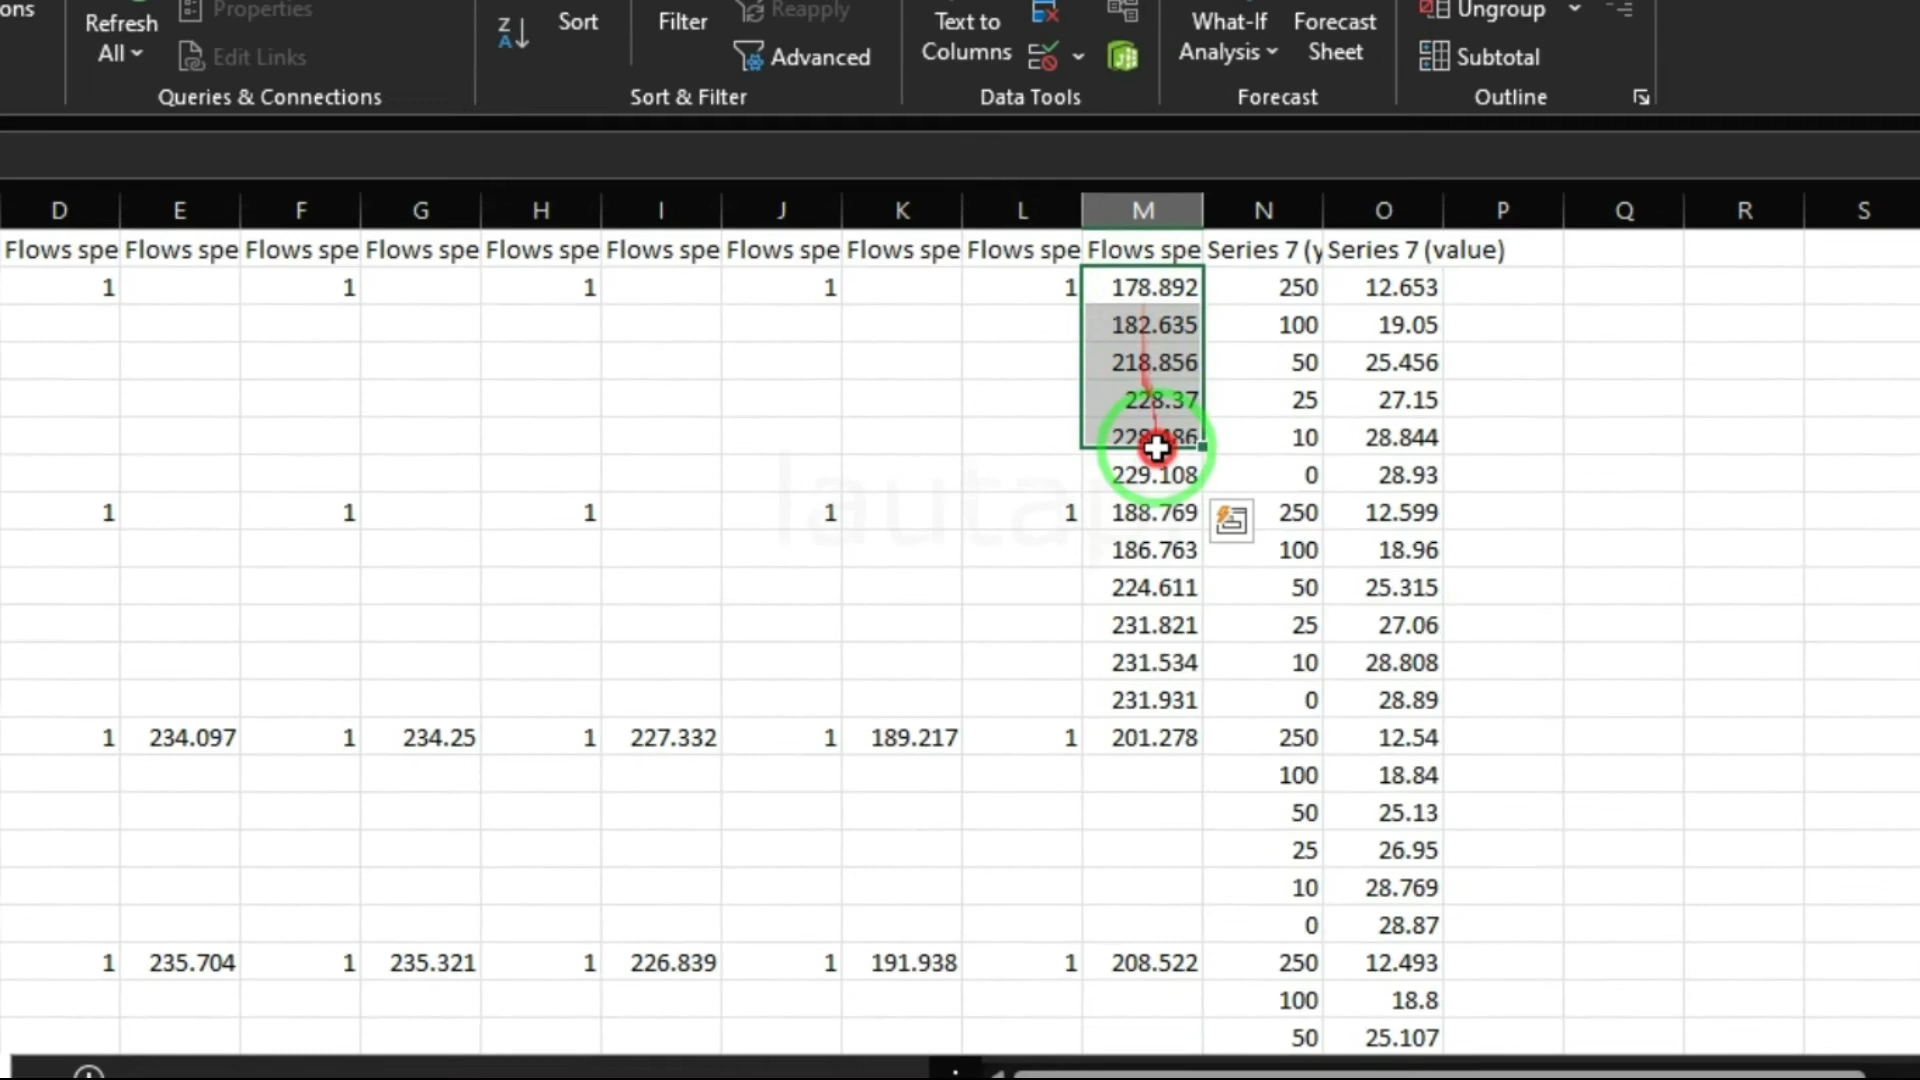 ons Refresh All Properties Edit Links Sort Filter Reapply Advanced Text to Columns What-If Analysis Forecast Sheet Ungroup Subtotal
Queries & Connections Sort & Filter Data Tools Forecast Outline
D E F G H I J K L M N O P Q R S
Flows spe Flows spe Flows spe Flows spe Flows spe Flows spe Flows spe Flows spe Flows spe Flows spe Series 7 (y Series 7 (value)
1 1 1 1 1 178.892 250 12.653
182.635 100 19.05
218.856 50 25.456
228.37 25 27.15
10 28.844
229.108 0 28.93
1 1 1 1 1 188.769 250 12.599
186.763 100 18.96
224.611 50 25.315
231.821 25 27.06
231.534 10 28.808
231.931 0 28.89
1 234.097 1 234.25 1 227.332 1 189.217 1 201.278 250 12.54
100 18.84
50 25.13
25 26.95
10 28.769
0 28.87
1 235.704 1 235.321 1 226.839 1 191.938 1 208.522 250 12.493
100 18.8
50 25.107